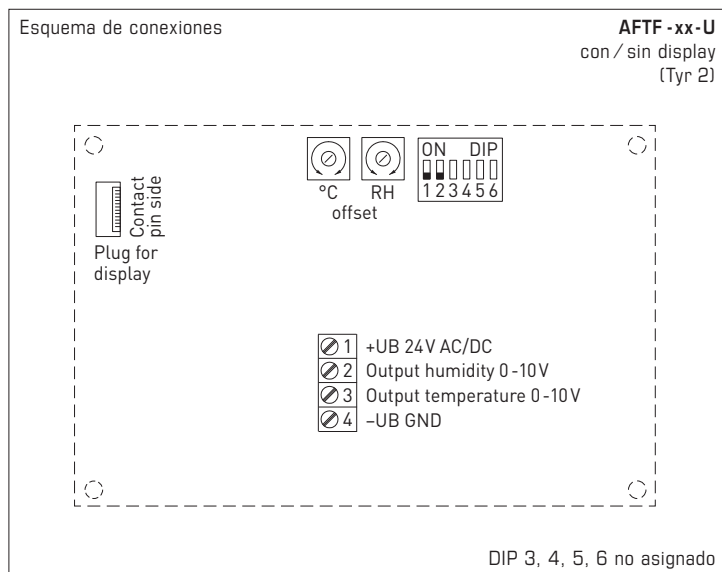 Esquema de conexiones
AFTF -xx-U
con / sin display
(Tyr 2)
ON DIP
1 2 3 4 5 6
°C RH
offset
Contact
pin side
Plug for
display
1 +UB 24V AC/DC
2 Output humidity 0 -10V
3 Output temperature 0 -10V
4 –UB GND
DIP 3, 4, 5, 6 no asignado